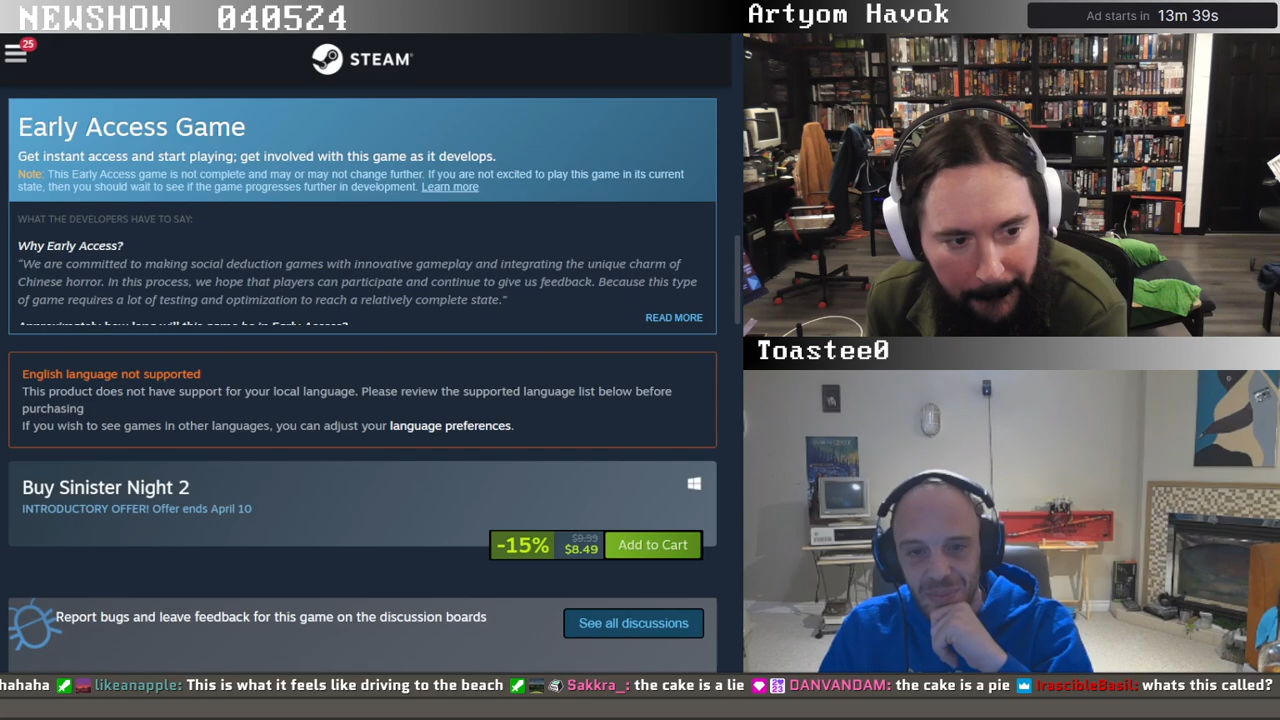 NEWSHOW 040524
Artyom Havok
Ad starts in 13m 39s
25
STEAM®
Early Access Game
Get instant access and start playing; get involved with this game as it develops.
Note: This Early Access game is not complete and may or may not change further. If you are not excited to play this game in its current
state, then you should wait to see if the game progresses further in development. Learn more
WHAT THE DEVELOPERS HAVE TO SAY:
Why Early Access?
“We are committed to making social deduction games with innovative gameplay and integrating the unique charm of
Chinese horror. In this process, we hope that players can participate and continue to give us feedback. Because this type
of game requires a lot of testing and optimization to reach a relatively complete state.”
Approximately how long will this game be in Early Access?
READ MORE
English language not supported
This product does not have support for your local language. Please review the supported language list below before
purchasing
If you wish to see games in other languages, you can adjust your language preferences.
Buy Sinister Night 2
INTRODUCTORY OFFER! Offer ends April 10
-15% $9.99 $8.49 Add to Cart
Report bugs and leave feedback for this game on the discussion boards
See all discussions
Toastee0
hahaha likeanapple: This is what it feels like driving to the beach Sakkra_: the cake is a lie DANVANDAM: the cake is a pie IrascibleBasil: whats this called?